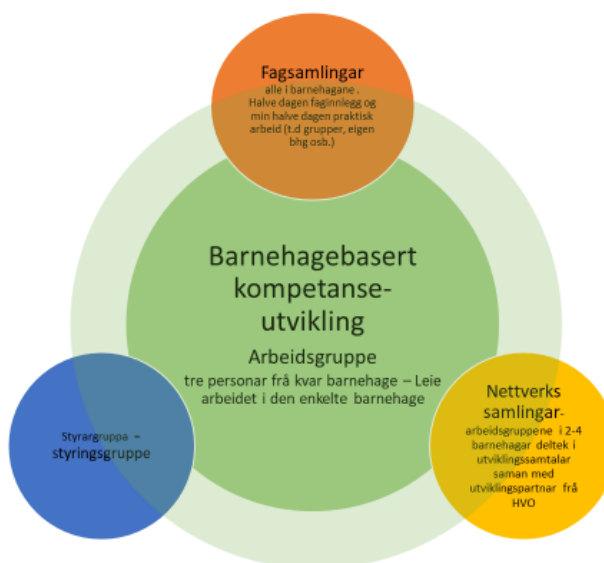 Fagsamlingar
alle i barnehagane .
Halve dagen faginnlegg og
min halve dagen praktisk
arbeid (t.d grupper, eigen
bhg osb.)
Barnehagebasert
kompetanse-
utvikling
Arbeidsgruppe
tre personar frå kvar barnehage – Leie
arbeidet i den enkelte barnehage
Styrargruppa –
styringsgruppe
Nettverks
samlingar-
arbeidsgruppene i 2-4
barnehagar deltek i
utviklingssamtalar
saman med
utviklingspartnar frå
HVO